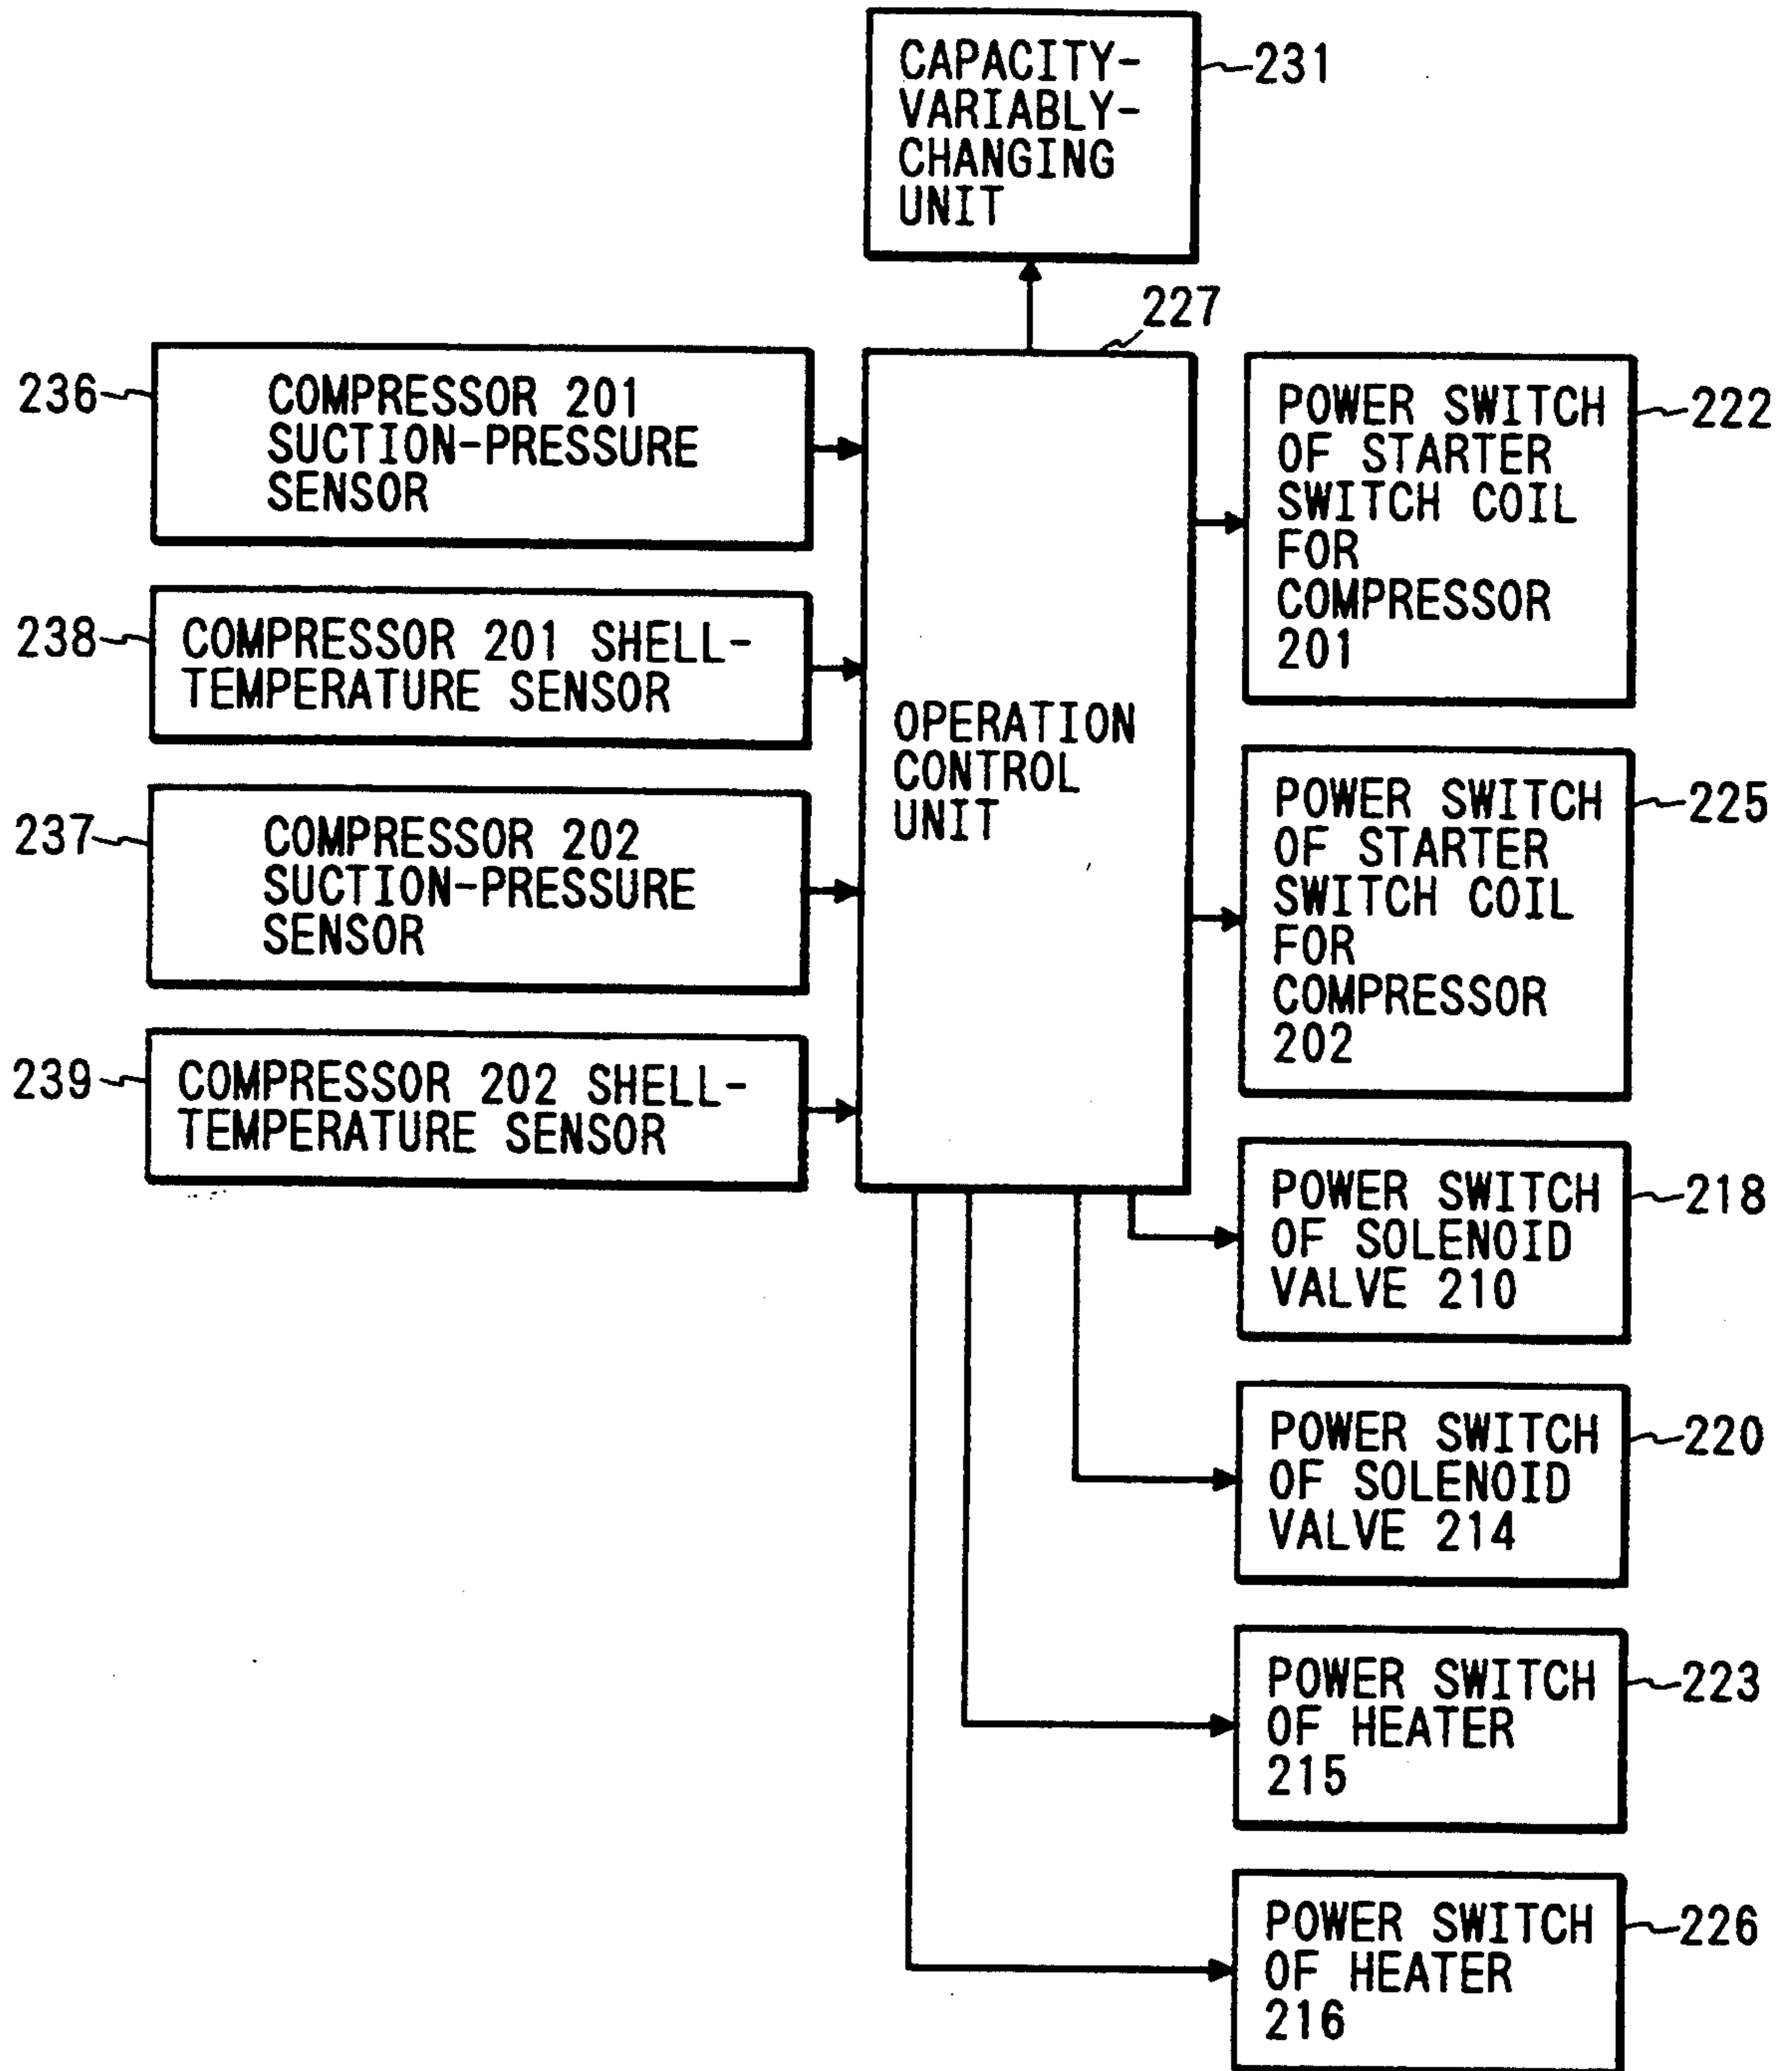 CAPACITY-
VARIABLY-
CHANGING
UNIT
231
227
236
COMPRESSOR 201
SUCTION-PRESSURE
SENSOR
238
COMPRESSOR 201 SHELL-
TEMPERATURE SENSOR
237
COMPRESSOR 202
SUCTION-PRESSURE
SENSOR
239
COMPRESSOR 202 SHELL-
TEMPERATURE SENSOR
OPERATION
CONTROL
UNIT
POWER SWITCH
OF STARTER
SWITCH COIL
FOR
COMPRESSOR
201
222
POWER SWITCH
OF STARTER
SWITCH COIL
FOR
COMPRESSOR
202
225
POWER SWITCH
OF SOLENOID
VALVE 210
218
POWER SWITCH
OF SOLENOID
VALVE 214
220
POWER SWITCH
OF HEATER
215
223
POWER SWITCH
OF HEATER
216
226